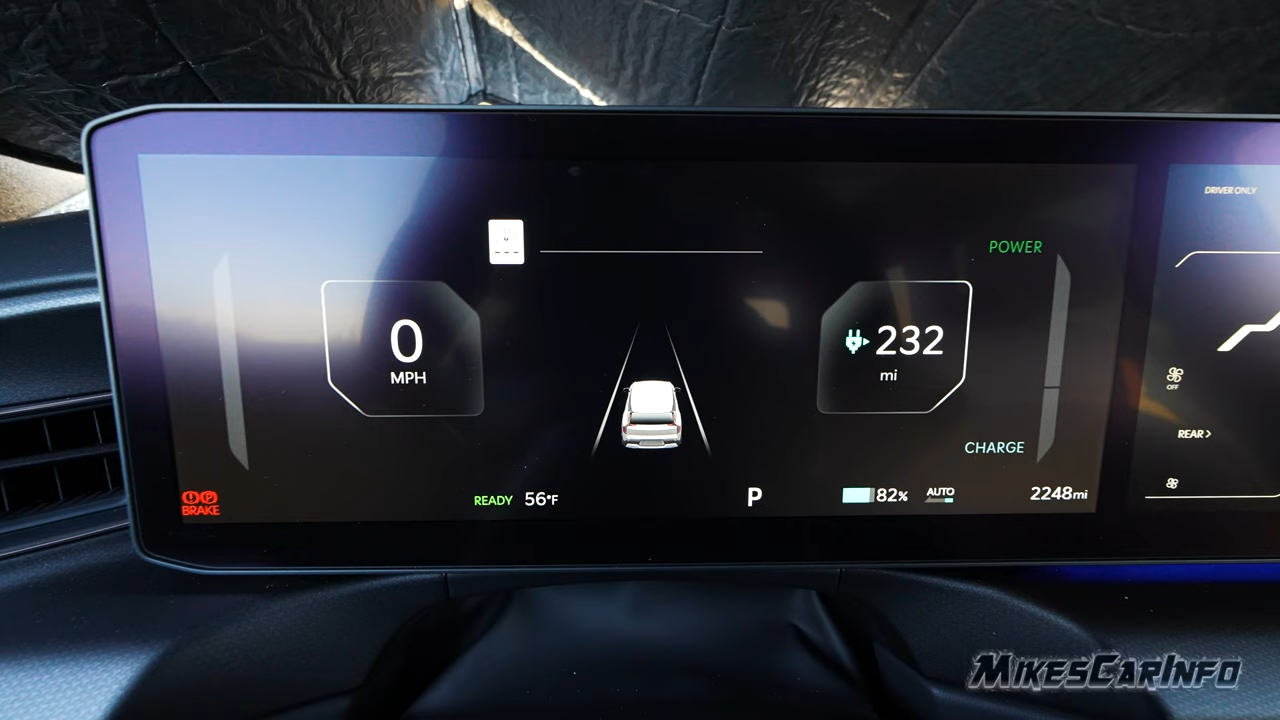 DRIVER ONLY
POWER
0
MPH
232
mi
OFF
REAR >
CHARGE
BRAKE
READY 56°F
P
82%
AUTO
2248mi
MIKESCARINFO